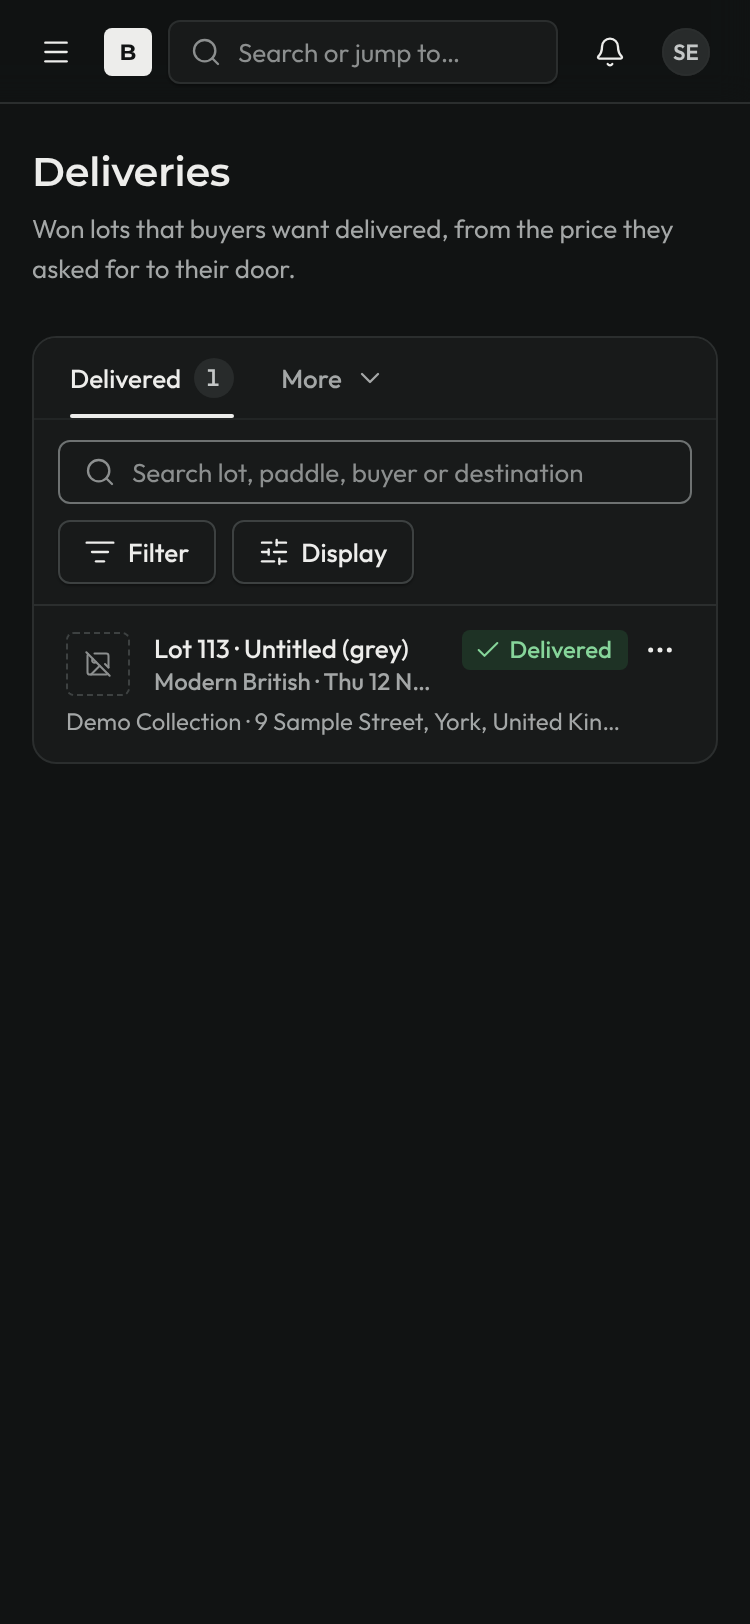 B
Search or jump to...
SE
Deliveries
Won lots that buyers want delivered, from the price they
asked for to their door.
Delivered 1
More
Search lot, paddle, buyer or destination
Filter
Display
Lot 113 · Untitled (grey)
Delivered
Modern British · Thu 12 N...
Demo Collection · 9 Sample Street, York, United Kin...